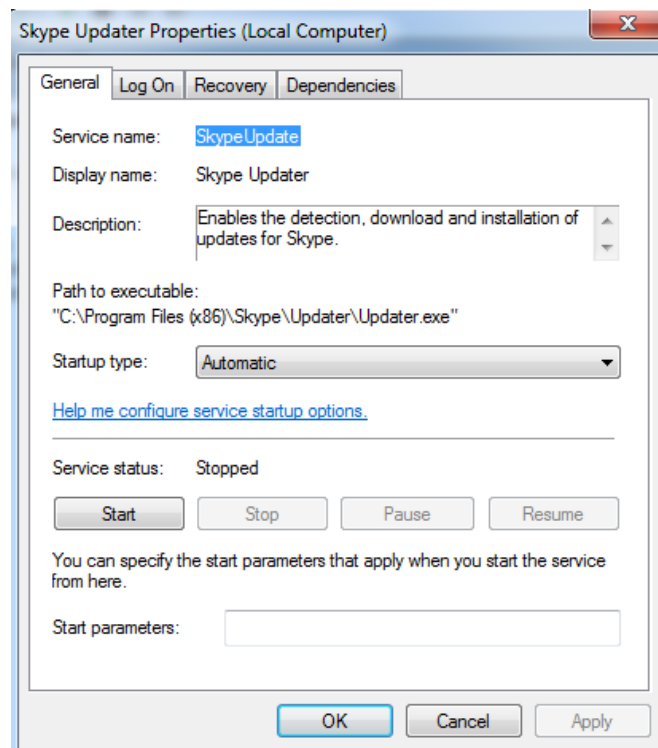 Skype Updater Properties (Local Computer)
General
Log On
Recovery
Dependencies
Service name:
SkypeUpdate
Display name:
Skype Updater
Description:
Enables the detection, download and installation of
updates for Skype.
Path to executable:
"C:\Program Files (x86)\Skype\Updater\Updater.exe"
Startup type:
Automatic
Help me configure service startup options.
Service status:
Stopped
Start
Stop
Pause
Resume
You can specify the start parameters that apply when you start the service
from here.
Start parameters:
OK
Cancel
Apply